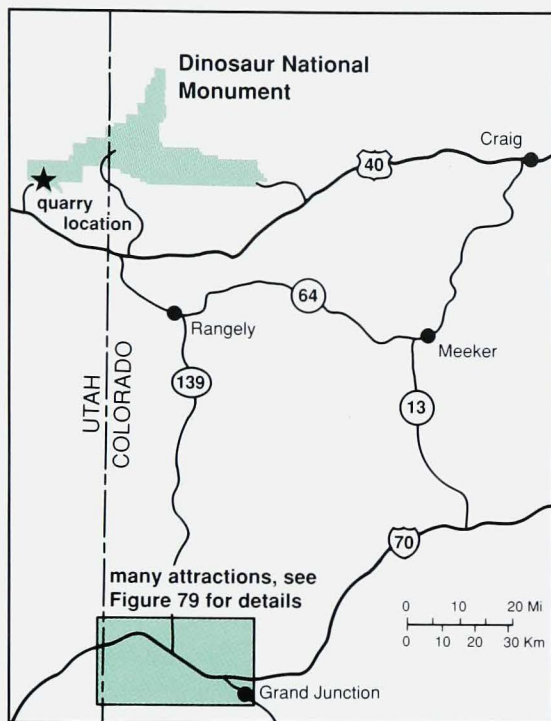 Dinosaur National
Monument
Craig
40
quarry
location
64
Rangely
Meeker
139
UTAH
COLORADO
13
70
many attractions, see
Figure 79 for details
0 10 20 Mi
0 10 20 30 Km
Grand Junction